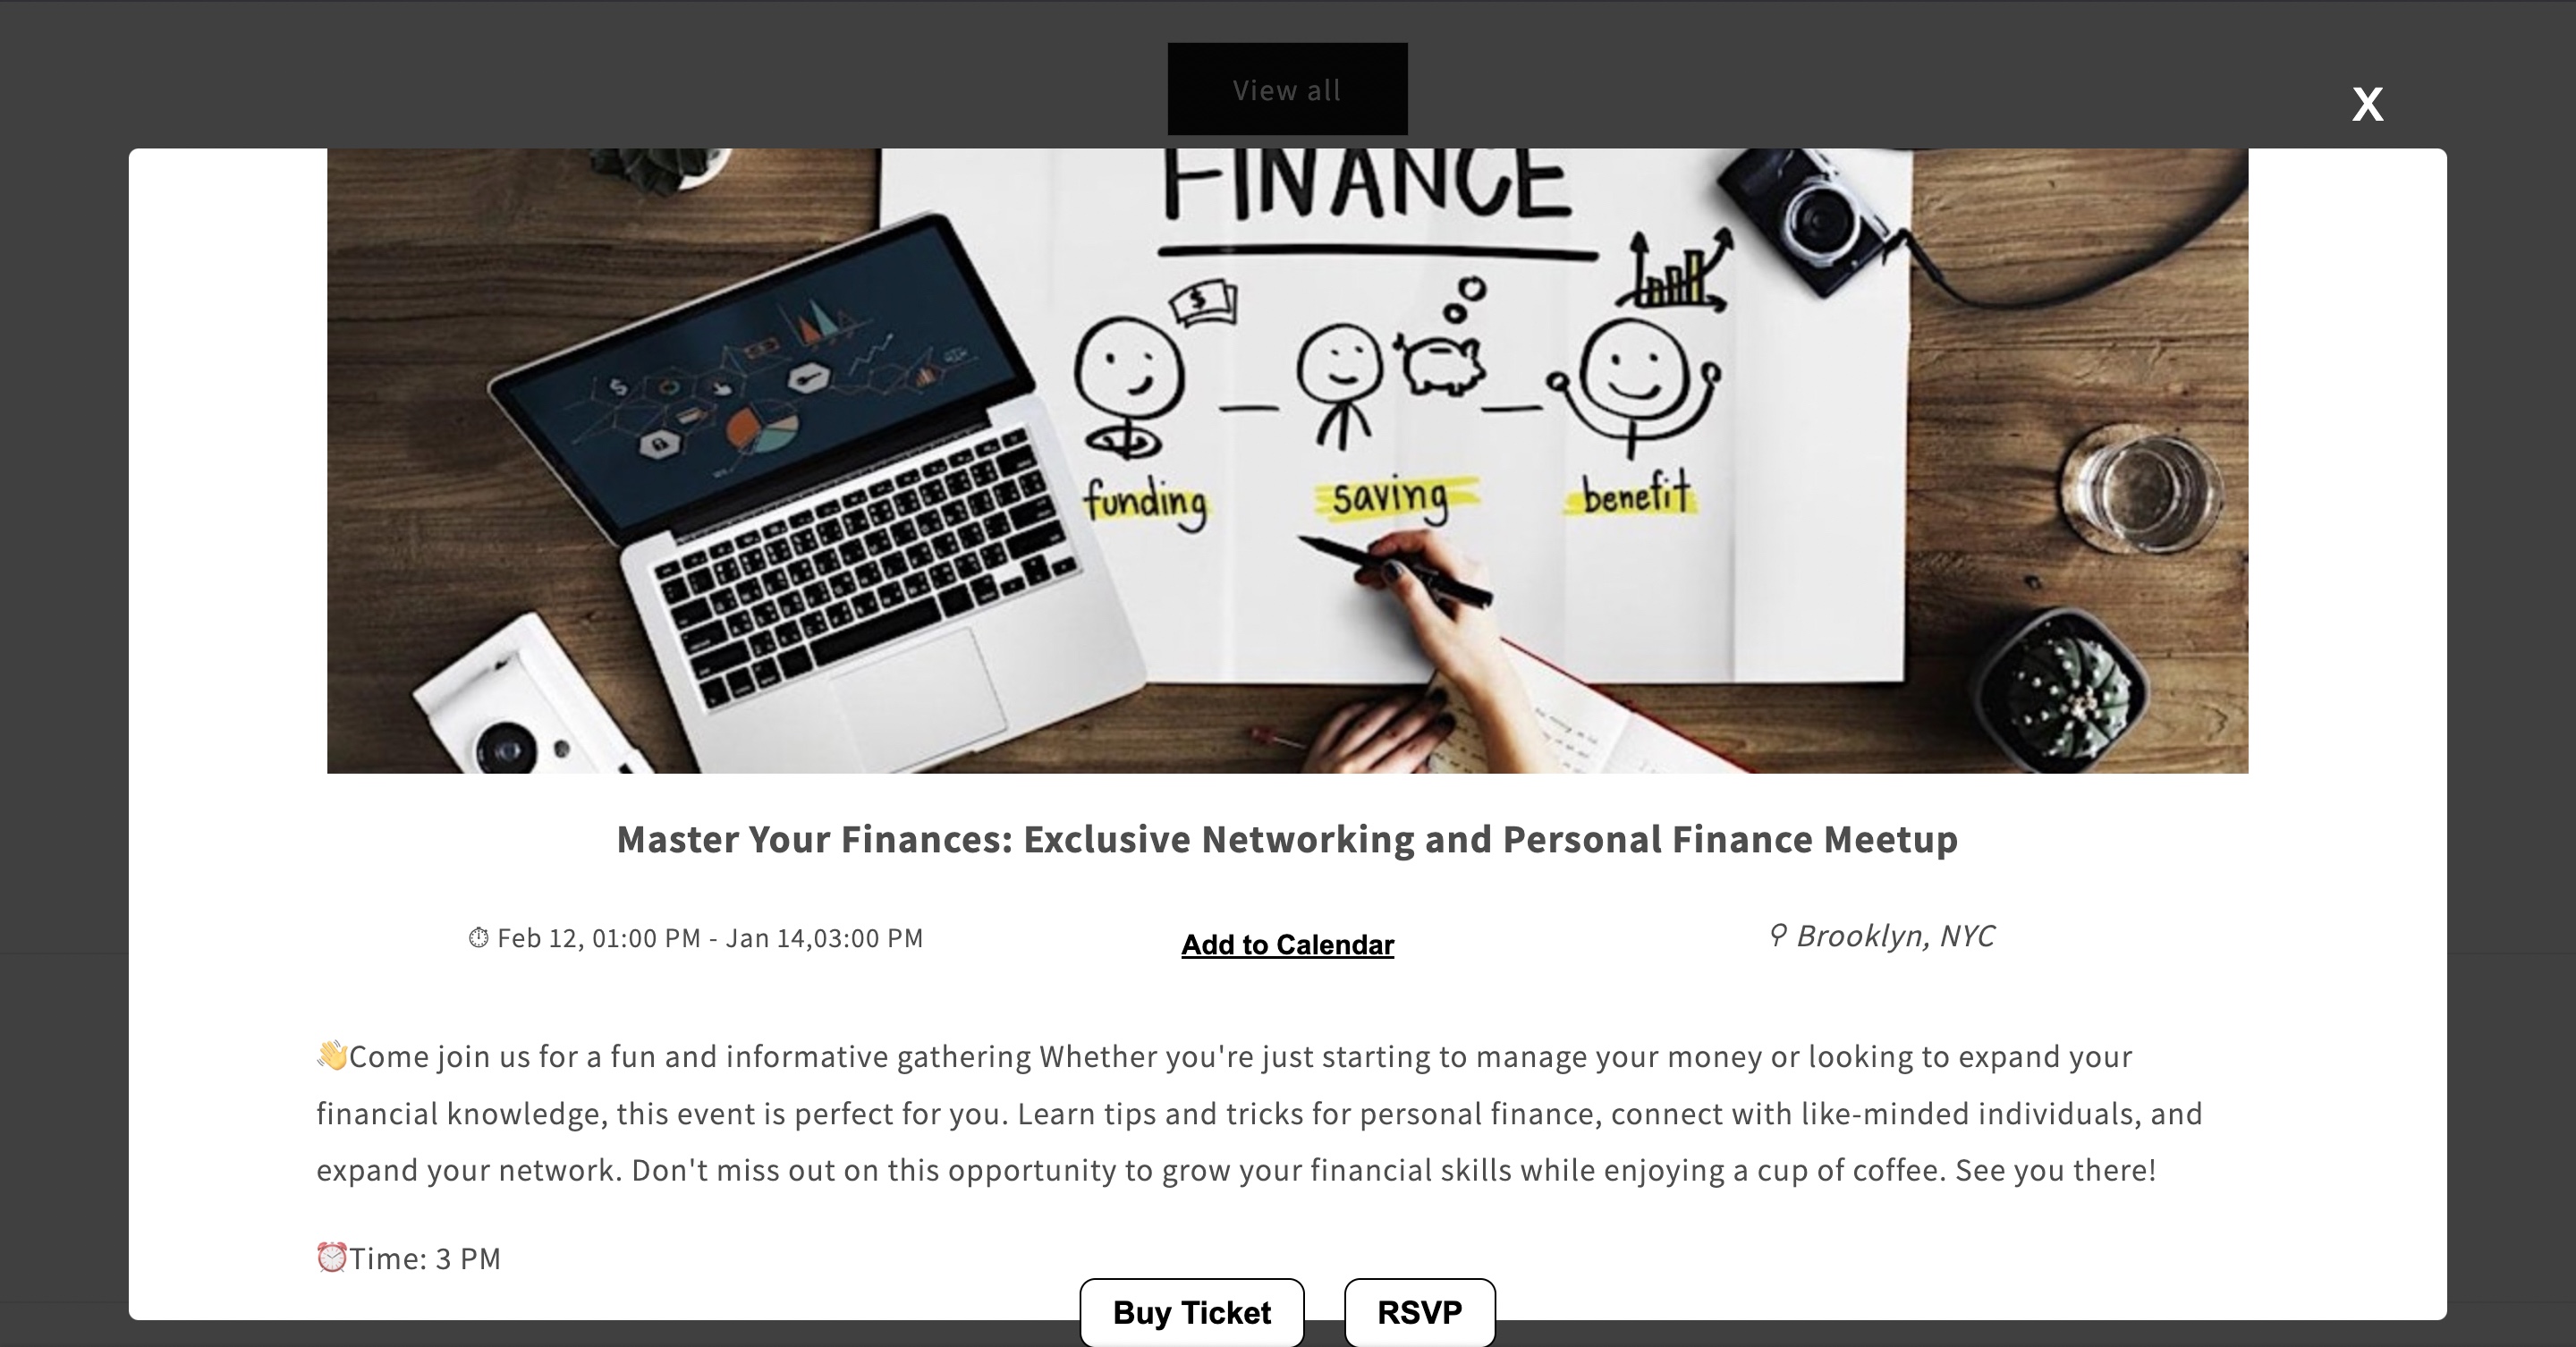 View all
X
FINANCE
$
$
funding
saving
benefit
Master Your Finances: Exclusive Networking and Personal Finance Meetup
⏱ Feb 12, 01:00 PM - Jan 14,03:00 PM
Add to Calendar
⚲ Brooklyn, NYC
👋Come join us for a fun and informative gathering Whether you're just starting to manage your money or looking to expand your
financial knowledge, this event is perfect for you. Learn tips and tricks for personal finance, connect with like-minded individuals, and
expand your network. Don't miss out on this opportunity to grow your financial skills while enjoying a cup of coffee. See you there!
⏰Time: 3 PM
Buy Ticket
RSVP